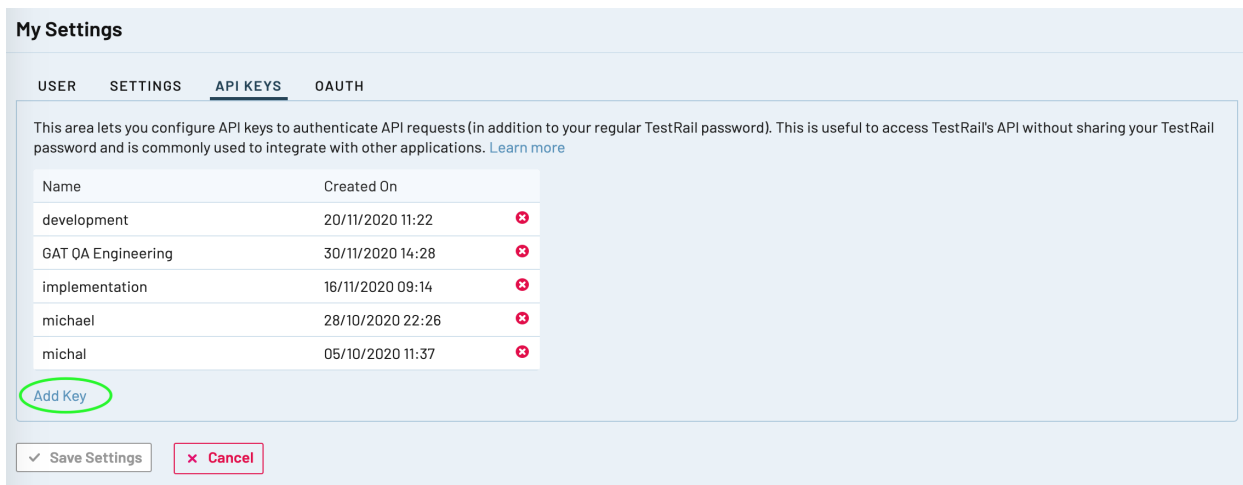 My Settings
USER SETTINGS API KEYS OAUTH
This area lets you configure API keys to authenticate API requests (in addition to your regular TestRail password). This is useful to access TestRail's API without sharing your TestRail
password and is commonly used to integrate with other applications. Learn more
Name Created On
development 20/11/2020 11:22
GAT QA Engineering 30/11/2020 14:28
implementation 16/11/2020 09:14
michael 28/10/2020 22:26
michal 05/10/2020 11:37
Add Key
Save Settings Cancel